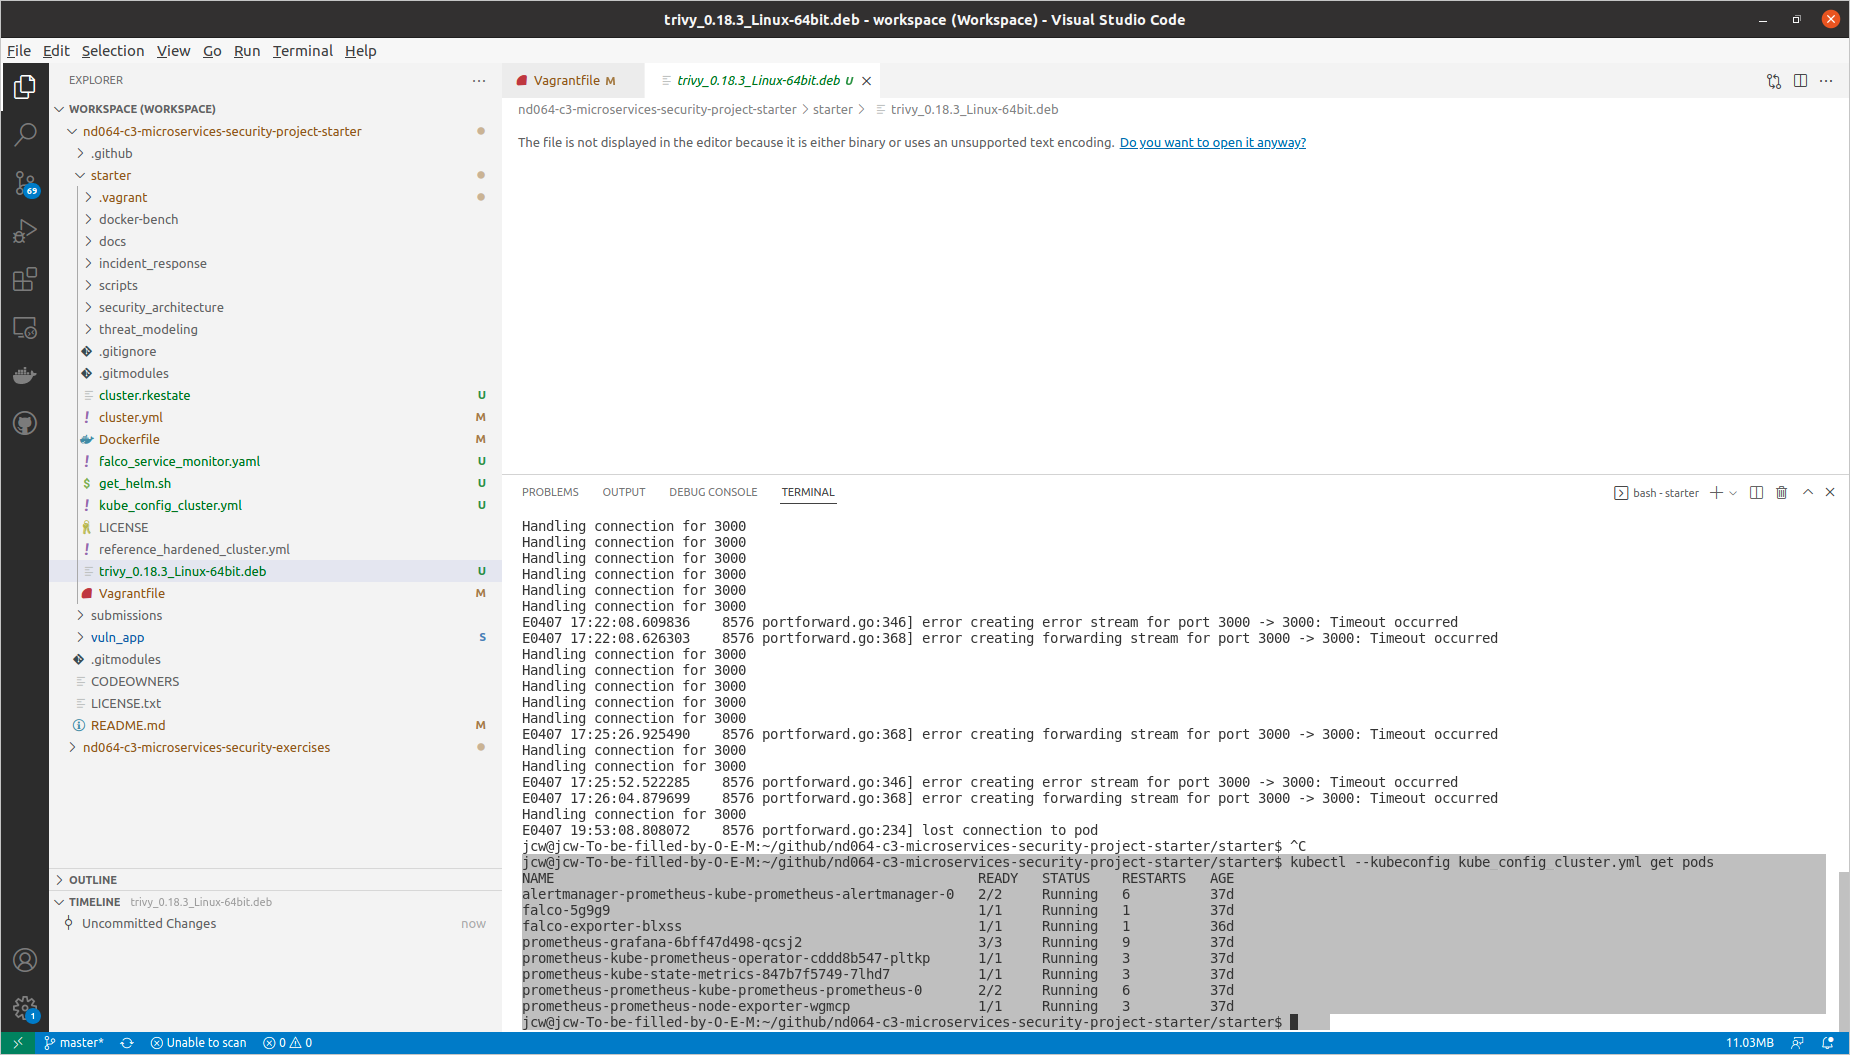 trivy_0.18.3_Linux-64bit.deb - workspace (Workspace) - Visual Studio Code
File Edit Selection View Go Run Terminal Help
EXPLORER
WORKSPACE (WORKSPACE)
nd064-c3-microservices-security-project-starter
.github
starter
.vagrant
docker-bench
docs
incident_response
scripts
security_architecture
threat_modeling
.gitignore
.gitmodules
cluster.rkestate U
cluster.yml M
Dockerfile M
falco_service_monitor.yaml U
get_helm.sh U
kube_config_cluster.yml U
LICENSE
reference_hardened_cluster.yml
trivy_0.18.3_Linux-64bit.deb U
Vagrantfile M
submissions
vuln_app S
.gitmodules
CODEOWNERS
LICENSE.txt
README.md M
nd064-c3-microservices-security-exercises
OUTLINE
TIMELINE trivy_0.18.3_Linux-64bit.deb
Uncommitted Changes now
69
1
Vagrantfile M
trivy_0.18.3_Linux-64bit.deb U
nd064-c3-microservices-security-project-starter > starter > trivy_0.18.3_Linux-64bit.deb
The file is not displayed in the editor because it is either binary or uses an unsupported text encoding. Do you want to open it anyway?
PROBLEMS OUTPUT DEBUG CONSOLE TERMINAL
bash - starter
Handling connection for 3000
Handling connection for 3000
Handling connection for 3000
Handling connection for 3000
Handling connection for 3000
Handling connection for 3000
E0407 17:22:08.609836 8576 portforward.go:346] error creating error stream for port 3000 -> 3000: Timeout occurred
E0407 17:22:08.626303 8576 portforward.go:368] error creating forwarding stream for port 3000 -> 3000: Timeout occurred
Handling connection for 3000
Handling connection for 3000
Handling connection for 3000
Handling connection for 3000
Handling connection for 3000
E0407 17:25:26.925490 8576 portforward.go:368] error creating forwarding stream for port 3000 -> 3000: Timeout occurred
Handling connection for 3000
Handling connection for 3000
E0407 17:25:52.522285 8576 portforward.go:346] error creating error stream for port 3000 -> 3000: Timeout occurred
E0407 17:26:04.879699 8576 portforward.go:368] error creating forwarding stream for port 3000 -> 3000: Timeout occurred
Handling connection for 3000
E0407 19:53:08.808072 8576 portforward.go:234] lost connection to pod
jcw@jcw-To-be-filled-by-O-E-M:~/github/nd064-c3-microservices-security-project-starter/starter$ ^C
jcw@jcw-To-be-filled-by-O-E-M:~/github/nd064-c3-microservices-security-project-starter/starter$ kubectl --kubeconfig kube_config_cluster.yml get pods
NAME READY STATUS RESTARTS AGE
alertmanager-prometheus-kube-prometheus-alertmanager-0 2/2 Running 6 37d
falco-5g9g9 1/1 Running 1 37d
falco-exporter-blxss 1/1 Running 1 36d
prometheus-grafana-6bff47d498-qcsj2 3/3 Running 9 37d
prometheus-kube-prometheus-operator-cddd8b547-pltkp 1/1 Running 3 37d
prometheus-kube-state-metrics-847b7f5749-7lhd7 1/1 Running 3 37d
prometheus-prometheus-kube-prometheus-prometheus-0 2/2 Running 6 37d
prometheus-prometheus-node-exporter-wgmcp 1/1 Running 3 37d
jcw@jcw-To-be-filled-by-O-E-M:~/github/nd064-c3-microservices-security-project-starter/starter$
master* Unable to scan 0 0 11.03MB